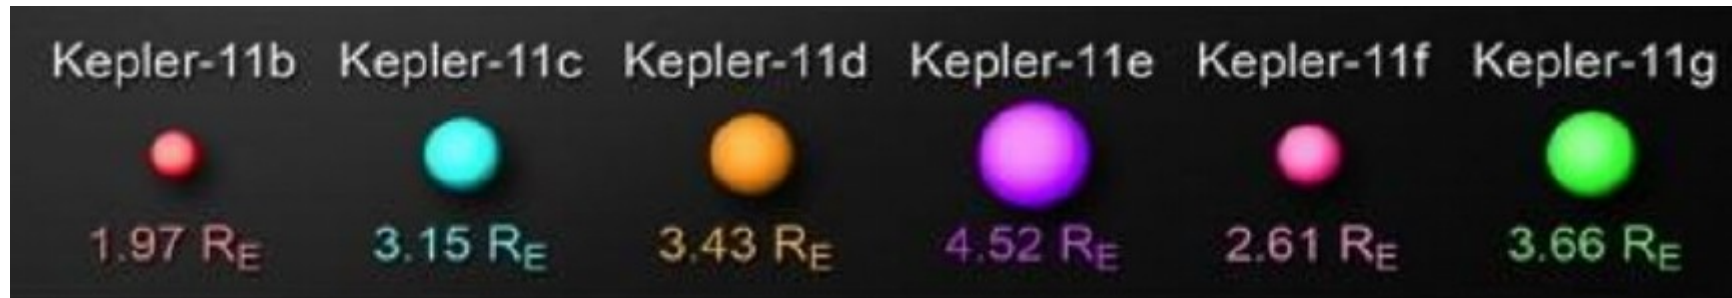 Kepler-11b Kepler-11c Kepler-11d Kepler-11e Kepler-11f Kepler-11g
1.97 RE 3.15 RE 3.43 RE 4.52 RE 2.61 RE 3.66 RE